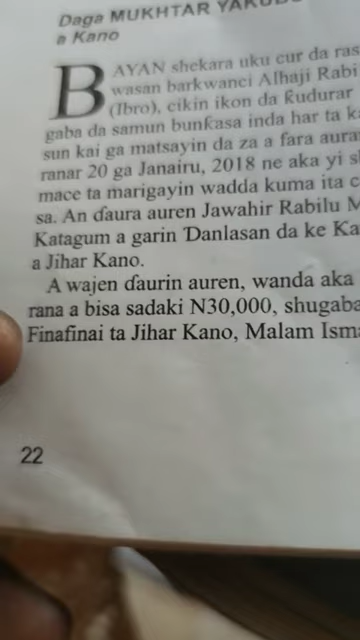 Daga MUKHTAR
a Kano
BAYAN shekara uku cur da ras
wasan barkwanci Alhaji Rabi
(Ibro), cikin ikon da ƙudurar
gaba da samun bunƙasa inda har ta k
sun kai ga matsayin da za a fara aura
ranar 20 ga Janairu, 2018 ne aka yi s
mace ta marigayin wadda kuma ita c
sa. An ɗaura auren Jawahir Rabilu M
Katagum a garin Ɗanlasan da ke Ka
a Jihar Kano.
A wajen ɗaurin auren, wanda aka
rana a bisa sadaki N30,000, shugaba
Finafinai ta Jihar Kano, Malam Isma
22